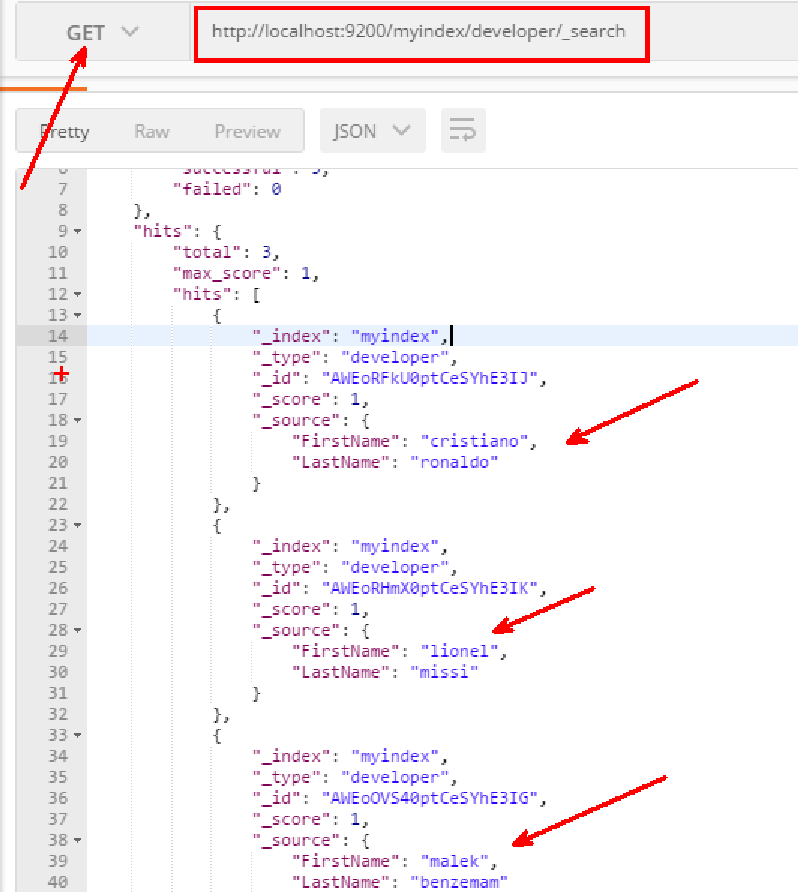 GET http://localhost:9200/myindex/developer/_search
Pretty Raw Preview JSON
6 "successful": 5,
7 "failed": 0
8 },
9 "hits": {
10 "total": 3,
11 "max_score": 1,
12 "hits": [
13 {
14 "_index": "myindex",
15 "_type": "developer",
16 "_id": "AWEoRFkU0ptCeSYhE3IJ",
17 "_score": 1,
18 "_source": {
19 "FirstName": "cristiano",
20 "LastName": "ronaldo"
21 }
22 },
23 {
24 "_index": "myindex",
25 "_type": "developer",
26 "_id": "AWEoRHmX0ptCeSYhE3IK",
27 "_score": 1,
28 "_source": {
29 "FirstName": "lionel",
30 "LastName": "missi"
31 }
32 },
33 {
34 "_index": "myindex",
35 "_type": "developer",
36 "_id": "AWEoOVS40ptCeSYhE3IG",
37 "_score": 1,
38 "_source": {
39 "FirstName": "malek",
40 "LastName": "benzemam"